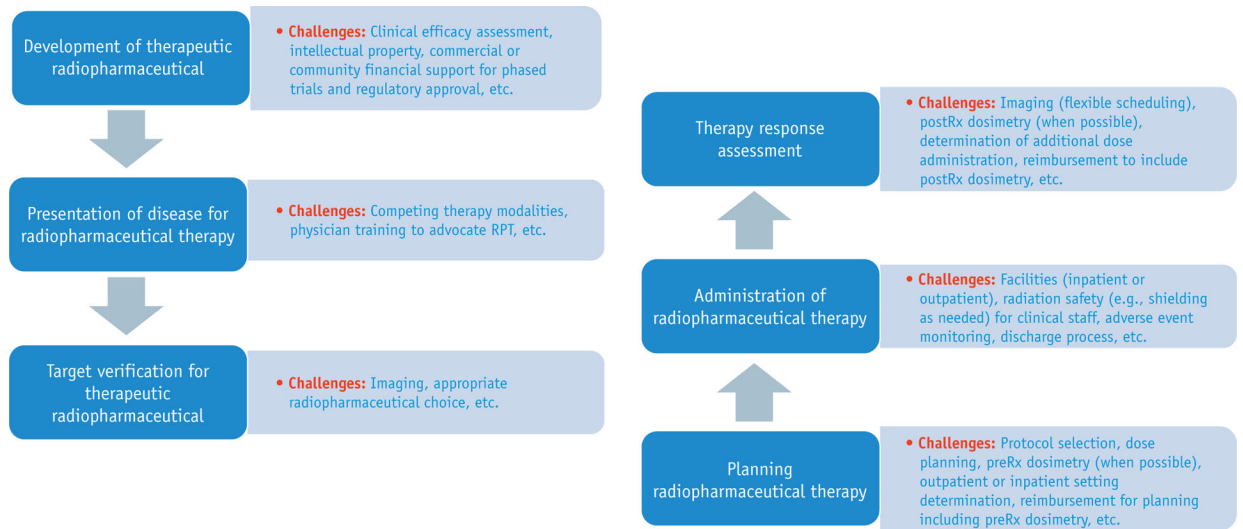 Development of therapeutic
radiopharmaceutical
• Challenges: Clinical efficacy assessment,
intellectual property, commercial or
community financial support for phased
trials and regulatory approval, etc.
Presentation of disease for
radiopharmaceutical therapy
• Challenges: Competing therapy modalities,
physician training to advocate RPT, etc.
Target verification for
therapeutic
radiopharmaceutical
• Challenges: Imaging, appropriate
radiopharmaceutical choice, etc.
Therapy response
assessment
• Challenges: Imaging (flexible scheduling),
postRx dosimetry (when possible),
determination of additional dose
administration, reimbursement to include
postRx dosimetry, etc.
Administration of
radiopharmaceutical therapy
• Challenges: Facilities (inpatient or
outpatient), radiation safety (e.g., shielding
as needed) for clinical staff, adverse event
monitoring, discharge process, etc.
Planning
radiopharmaceutical therapy
• Challenges: Protocol selection, dose
planning, preRx dosimetry (when possible),
outpatient or inpatient setting
determination, reimbursement for planning
including preRx dosimetry, etc.